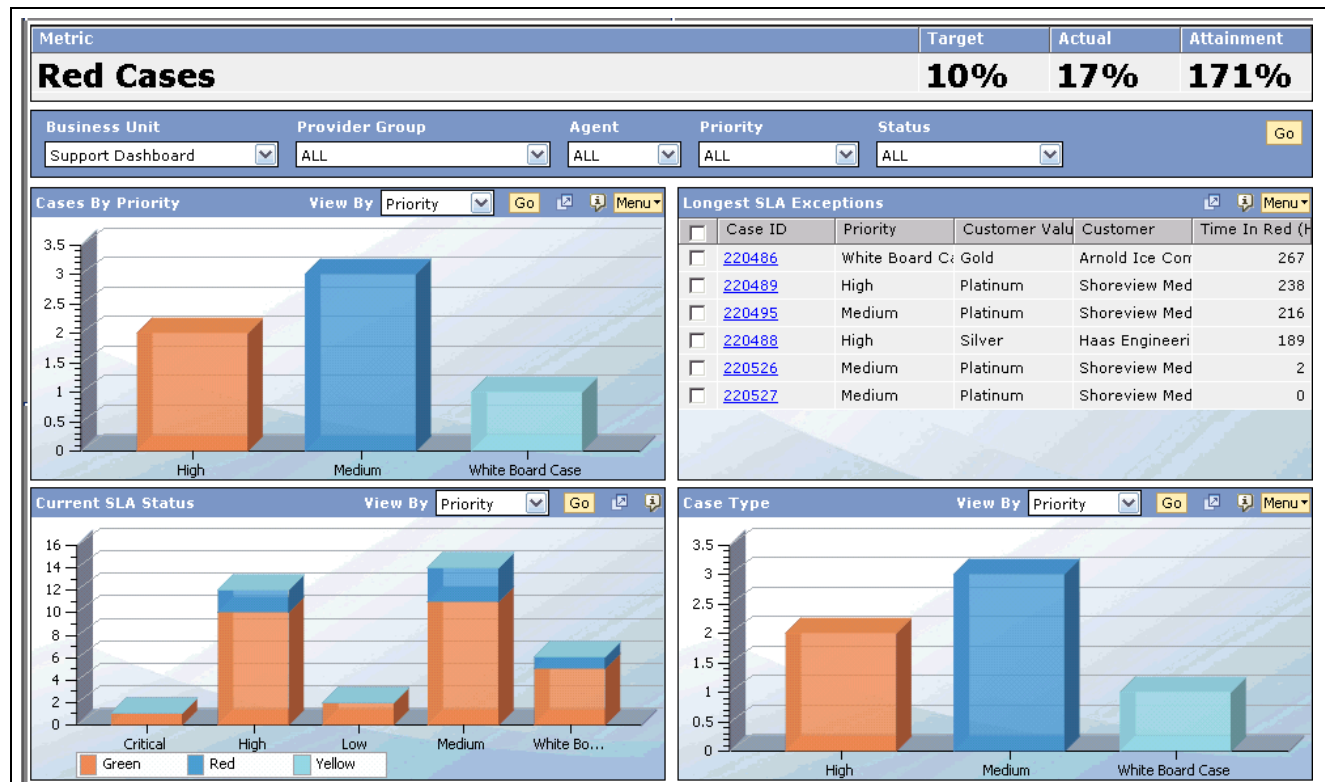 Metric Target Actual Attainment
Red Cases 10% 17% 171%
Business Unit Provider Group Agent Priority Status
Support Dashboard ALL ALL ALL ALL Go
Cases By Priority View By Priority Go Menu
3.5
3
2.5
2
1.5
1
0.5
0
High Medium White Board Case
Longest SLA Exceptions Menu
Case ID Priority Customer Valu Customer Time In Red (H
220486 White Board Ca Gold Arnold Ice Com 267
220489 High Platinum Shoreview Med 238
220495 Medium Platinum Shoreview Med 216
220488 High Silver Haas Engineeri 189
220526 Medium Platinum Shoreview Med 2
220527 Medium Platinum Shoreview Med 0
Current SLA Status View By Priority Go
16
14
12
10
8
6
4
2
0
Critical High Low Medium White Bo...
Green Red Yellow
Case Type View By Priority Go Menu
3.5
3
2.5
2
1.5
1
0.5
0
High Medium White Board Case